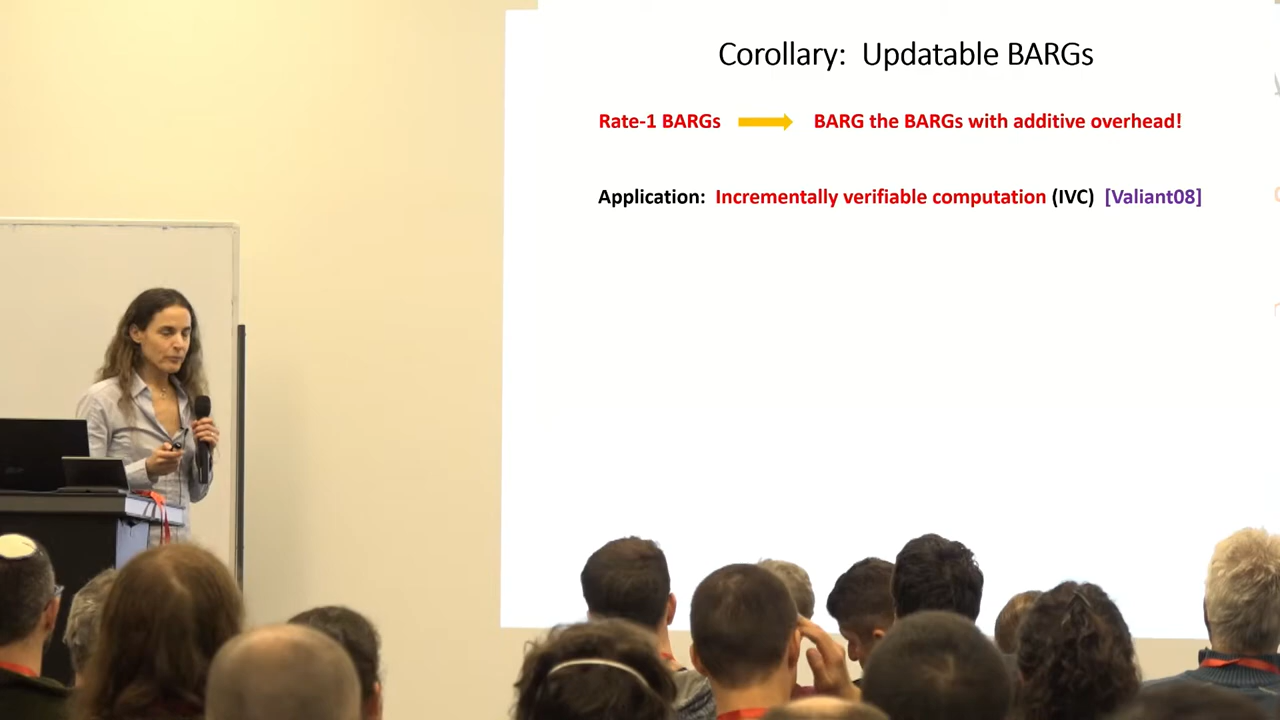 Corollary: Updatable BARGs
Rate-1 BARGs BARG the BARGs with additive overhead!
Application: Incrementally verifiable computation (IVC) [Valiant08]